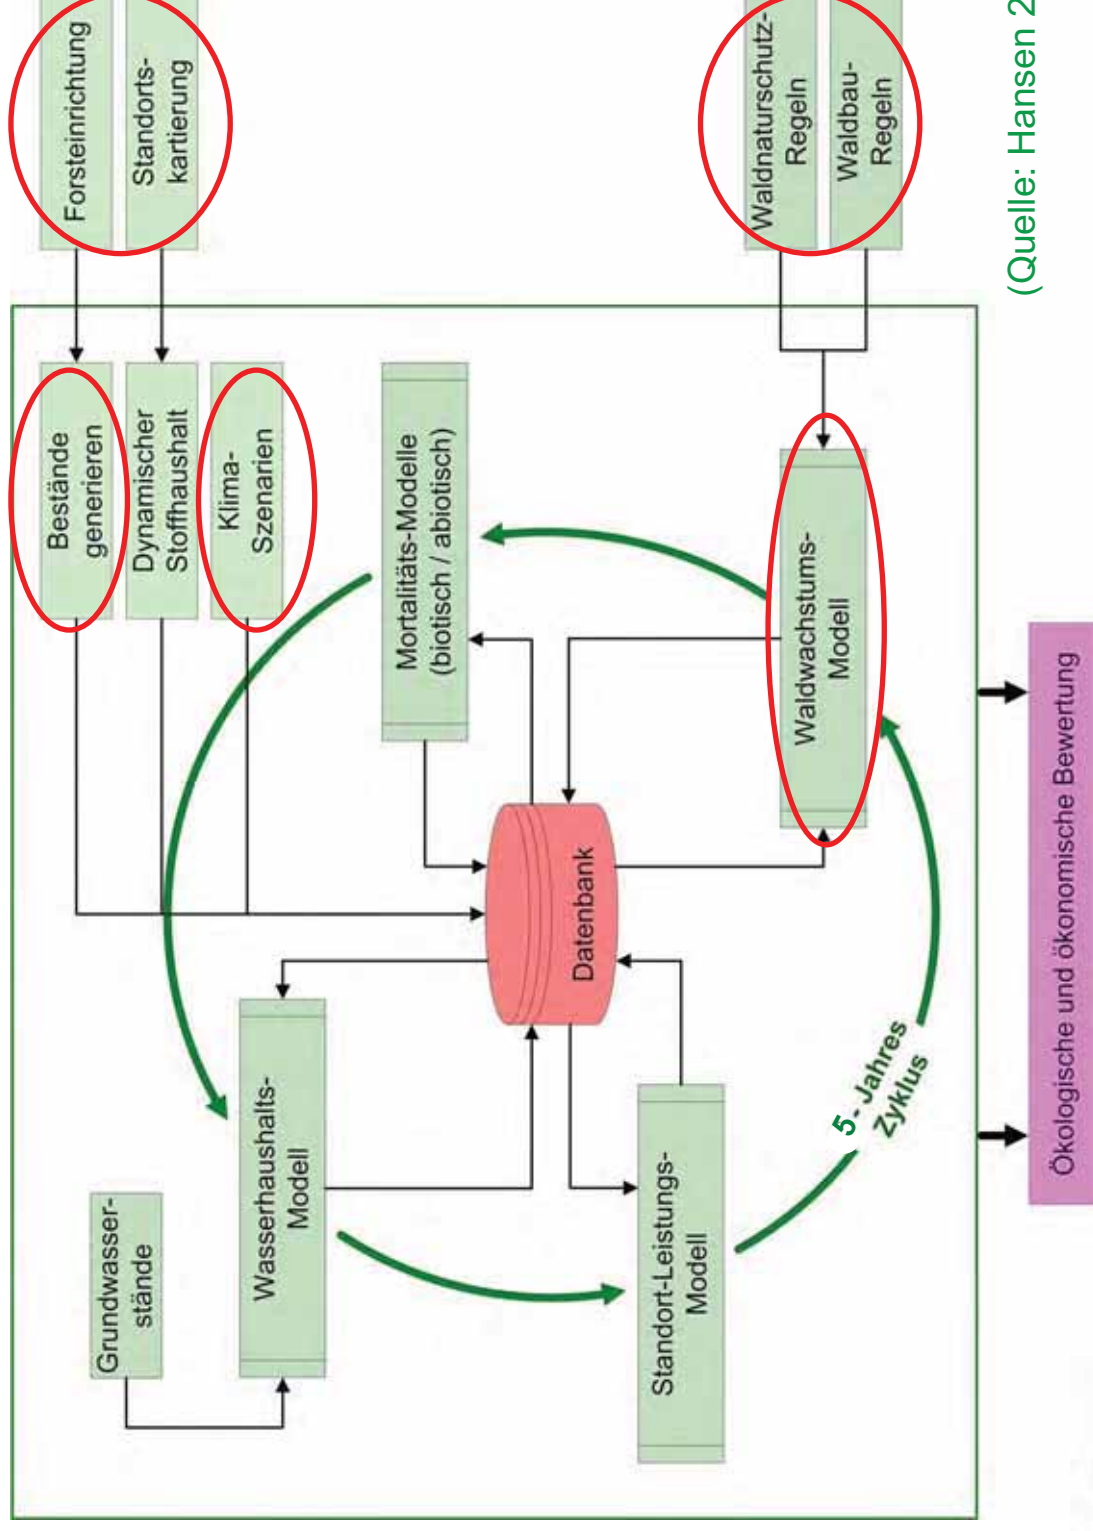 Grundwasser-
stände
Wasserhaushalts-
Modell
Standort-Leistungs-
Modell
5- Jahres
Zyklus
Datenbank
Bestände
generieren
Dynamischer
Stoffhaushalt
Klima-
Szenarien
Mortalitäts-Modelle
(biotisch / abiotisch)
Waldwachstums-
Modell
Forsteinrichtung
Standorts-
kartierung
Waldnaturschutz-
Regeln
Waldbau-
Regeln
Ökologische und ökonomische Bewertung
(Quelle: Hansen 2